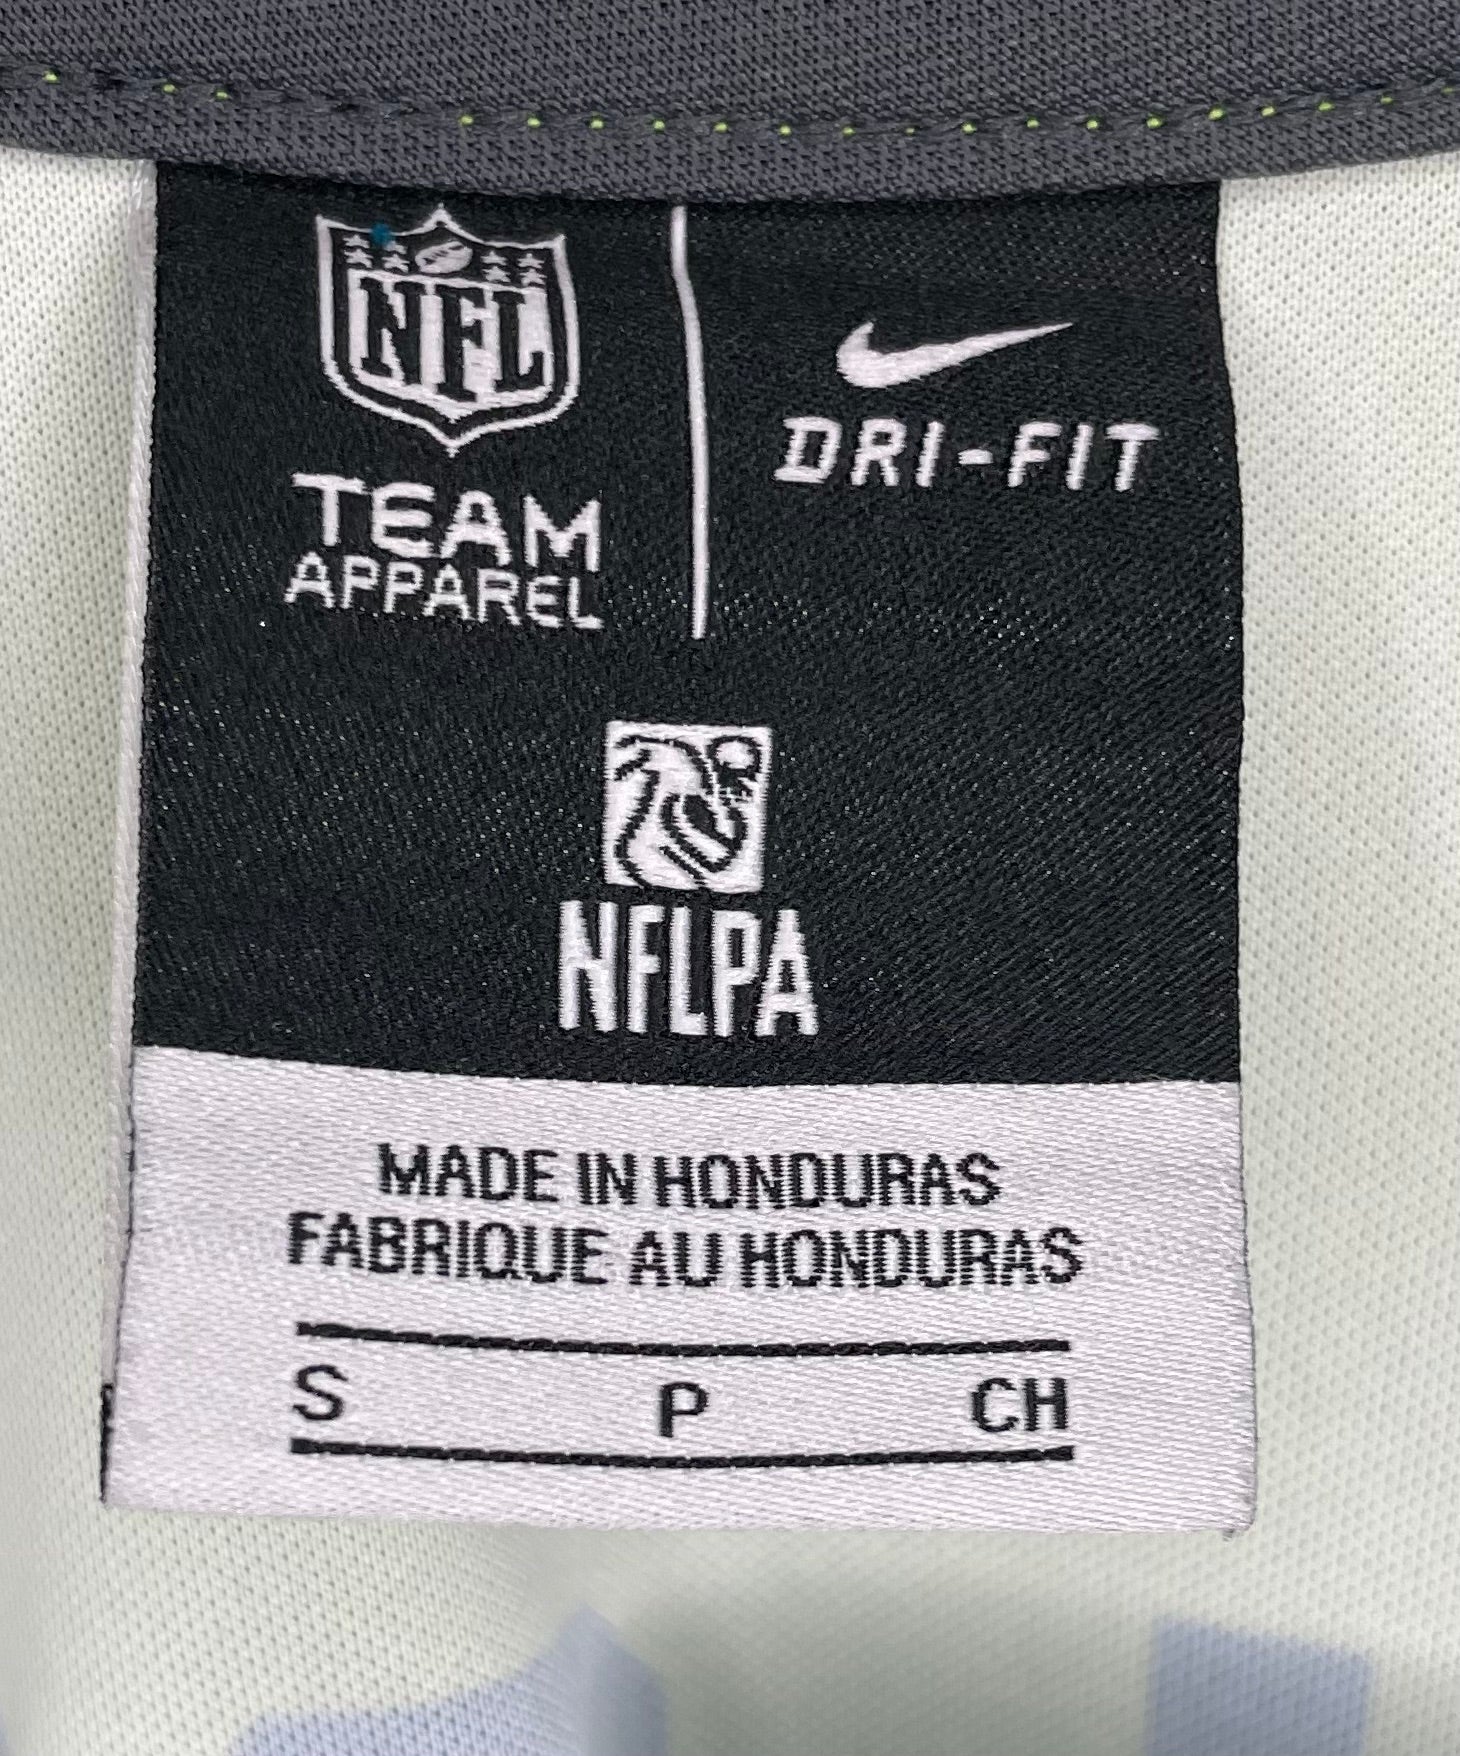 NFL
TEAM
APPAREL
DRI-FIT
NFLPA
MADE IN HONDURAS
FABRIQUE AU HONDURAS
S P CH